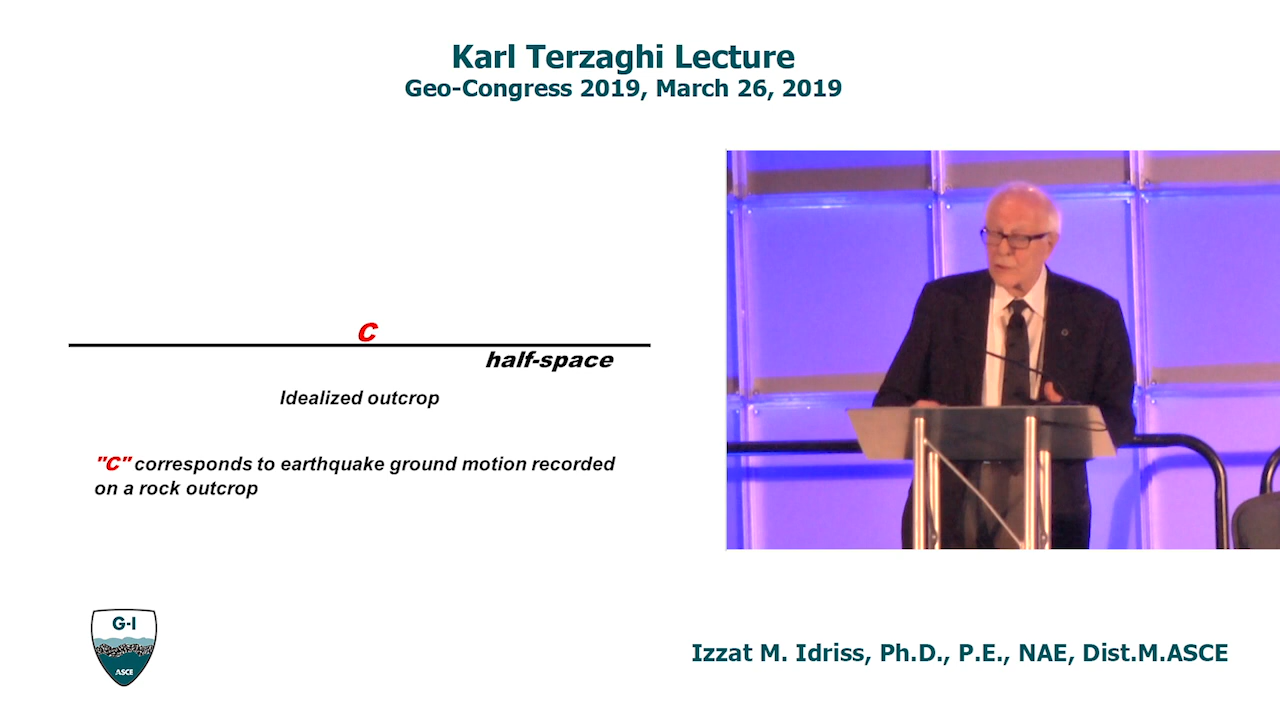 Karl Terzaghi Lecture
Geo-Congress 2019, March 26, 2019
C
half-space
Idealized outcrop
"C" corresponds to earthquake ground motion recorded
on a rock outcrop
G-I
ASCE
Izzat M. Idriss, Ph.D., P.E., NAE, Dist.M.ASCE